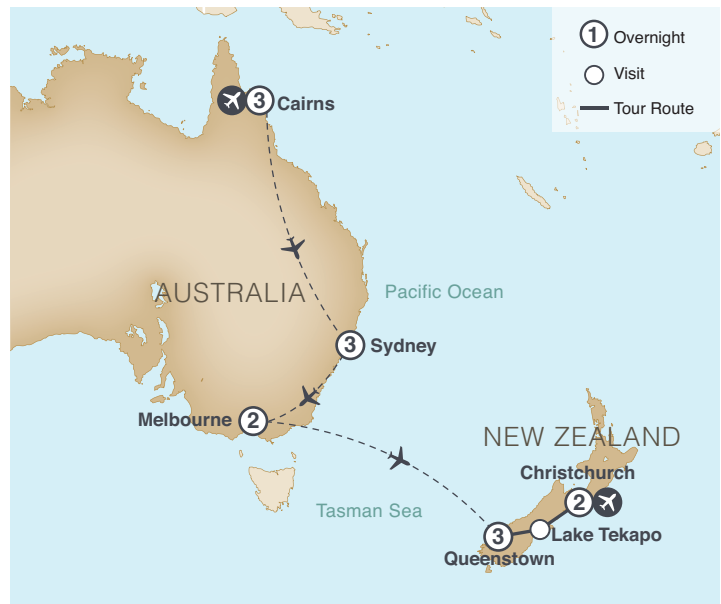 1 Overnight
Visit
Tour Route
3 Cairns
AUSTRALIA
Pacific Ocean
3 Sydney
Melbourne 2
NEW ZEALAND
Christchurch
2
Tasman Sea
3
Lake Tekapo
Queenstown